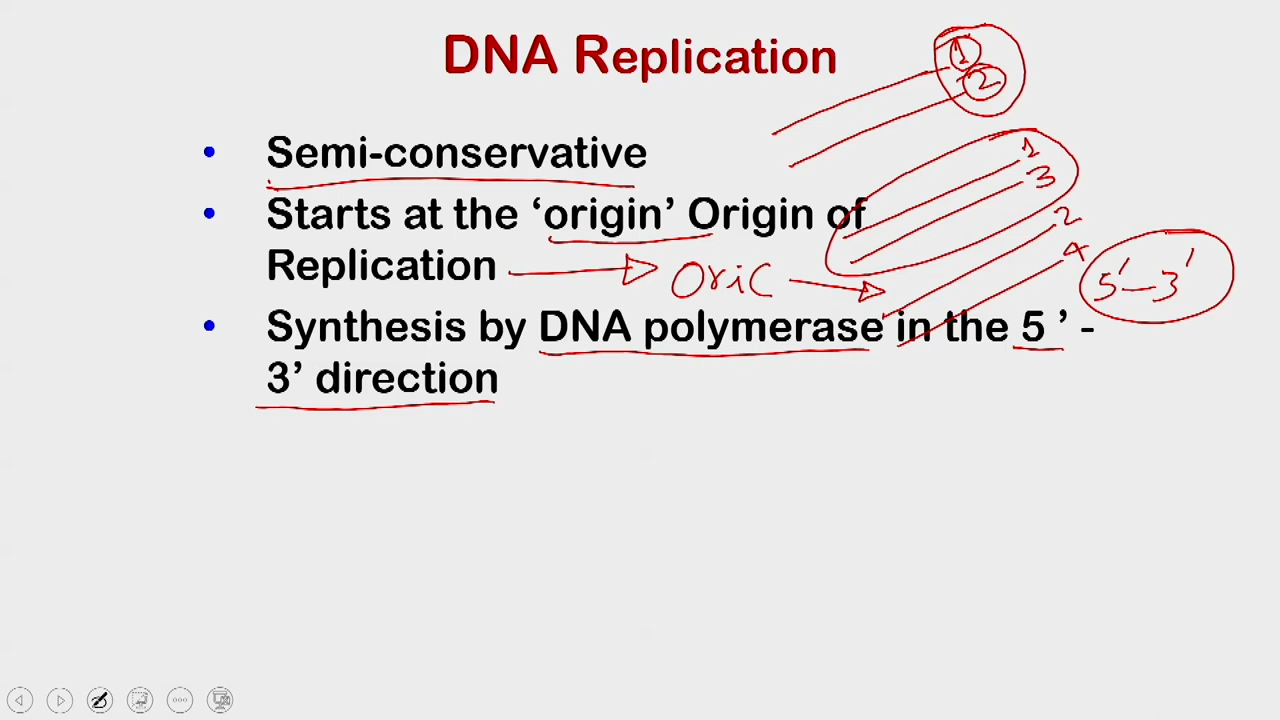 DNA Replication
1
2
• Semi-conservative
1
3
• Starts at the ‘origin’ Origin of
2
Replication
OriC
4
5'-3'
• Synthesis by DNA polymerase in the 5 ’ -
3’ direction